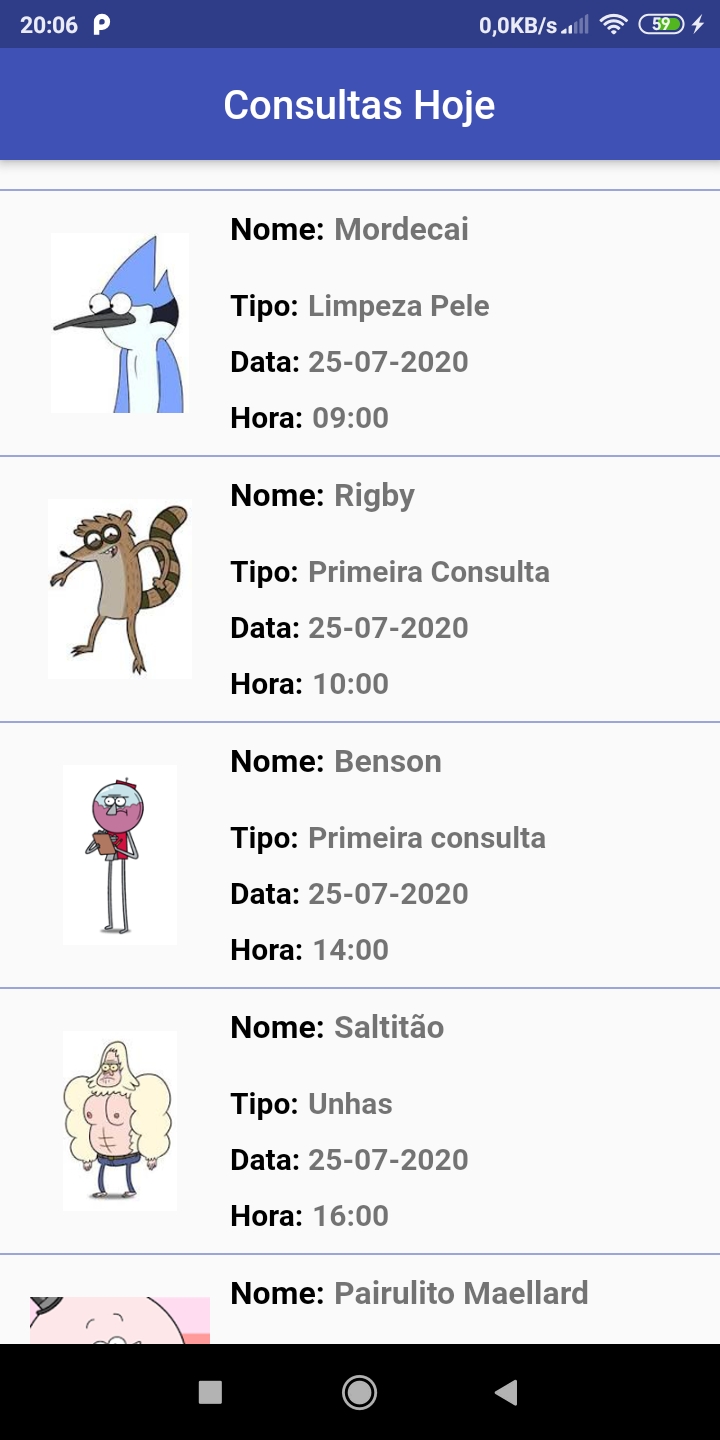 20:06
0,0KB/s
59
Consultas Hoje
Nome: Mordecai
Tipo: Limpeza Pele
Data: 25-07-2020
Hora: 09:00
Nome: Rigby
Tipo: Primeira Consulta
Data: 25-07-2020
Hora: 10:00
Nome: Benson
Tipo: Primeira consulta
Data: 25-07-2020
Hora: 14:00
Nome: Saltitão
Tipo: Unhas
Data: 25-07-2020
Hora: 16:00
Nome: Pairulito Maellard